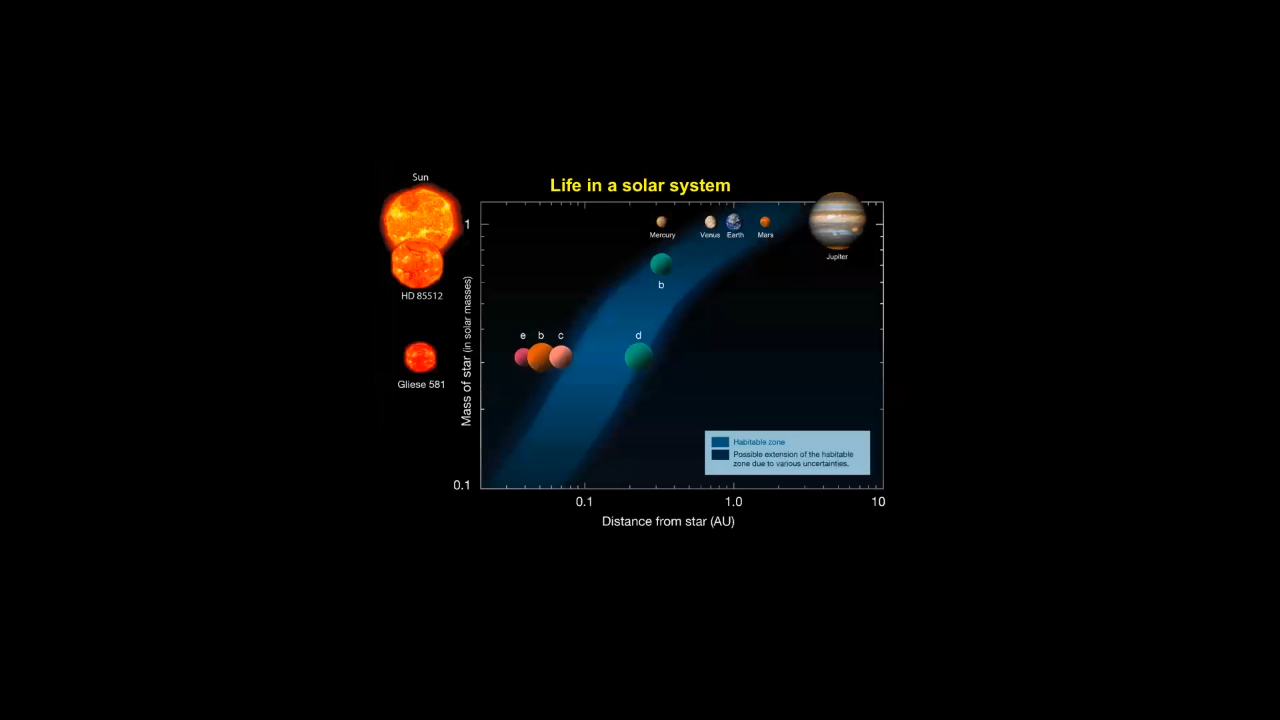 Life in a solar system
Sun
HD 85512
Gliese 581
Mass of star (in solar masses)
1
0.1
Mercury
Venus
Earth
Mars
Jupiter
b
e
b
c
d
Habitable zone
Possible extension of the habitable
zone due to various uncertainties.
0.1
1.0
10
Distance from star (AU)